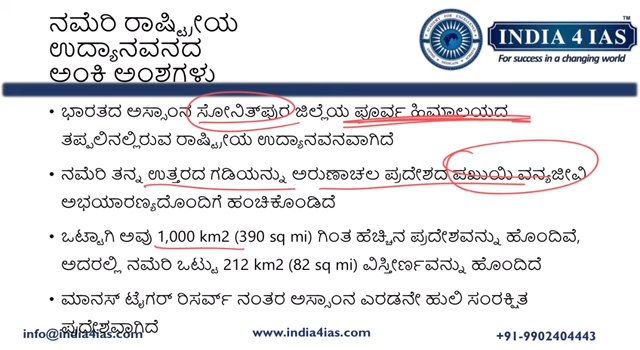 ನಮೆರಿ ರಾಷ್ಟ್ರೀಯ
ಉದ್ಯಾನವನದ
ಅಂಕಿ ಅಂಶಗಳು
INDIA 4 IAS
For success in a changing world
• ಭಾರತದ ಅಸ್ಸಾಂನ ಸೋನಿತ್‌ಪುರ ಜಿಲ್ಲೆಯ ಪೂರ್ವ ಹಿಮಾಲಯದ
ತಪ್ಪಲಿನಲ್ಲಿರುವ ರಾಷ್ಟ್ರೀಯ ಉದ್ಯಾನವನವಾಗಿದೆ
• ನಮೆರಿ ತನ್ನ ಉತ್ತರದ ಗಡಿಯನ್ನು ಅರುಣಾಚಲ ಪ್ರದೇಶದ ಪಖುಯಿ ವನ್ಯಜೀವಿ
ಅಭಯಾರಣ್ಯದೊಂದಿಗೆ ಹಂಚಿಕೊಂಡಿದೆ
• ಒಟ್ಟಾಗಿ ಅವು 1,000 km2 (390 sq mi) ಗಿಂತ ಹೆಚ್ಚಿನ ಪ್ರದೇಶವನ್ನು ಹೊಂದಿವೆ,
ಅದರಲ್ಲಿ ನಮೆರಿ ಒಟ್ಟು 212 km2 (82 sq mi) ವಿಸ್ತೀರ್ಣವನ್ನು ಹೊಂದಿದೆ
• ಮಾನಸ್ ಟೈಗರ್ ರಿಸರ್ವ್ ನಂತರ ಅಸ್ಸಾಂನ ಎರಡನೇ ಹುಲಿ ಸಂರಕ್ಷಿತ
ಪ್ರದೇಶವಾಗಿದೆ
info@india4ias.com
www.india4ias.com
+91-9902404443